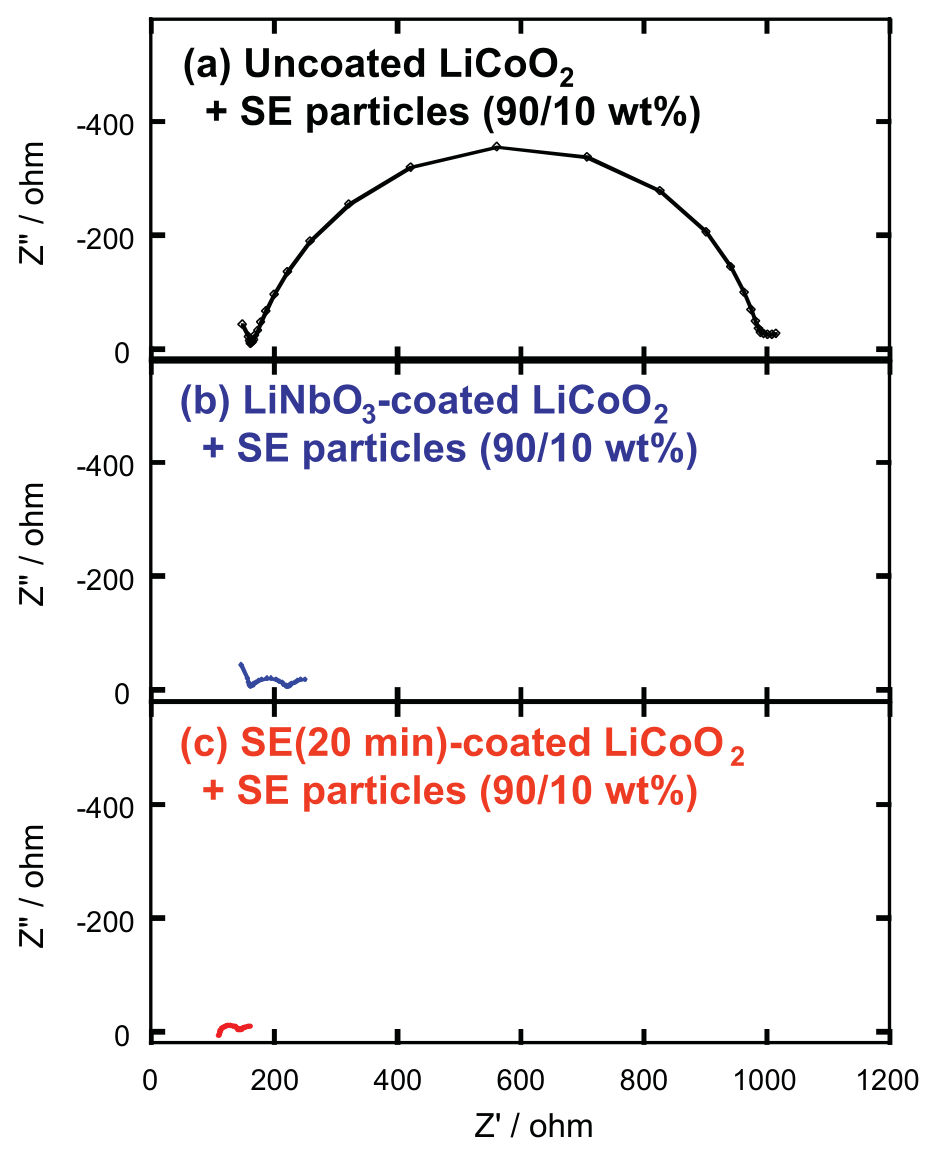 (a) Uncoated LiCoO₂
+ SE particles (90/10 wt%)
-400
-200
0
Z'' / ohm
(b) LiNbO₃-coated LiCoO₂
+ SE particles (90/10 wt%)
-400
-200
0
Z'' / ohm
(c) SE(20 min)-coated LiCoO₂
+ SE particles (90/10 wt%)
-400
-200
0
Z'' / ohm
0 200 400 600 800 1000 1200
Z' / ohm